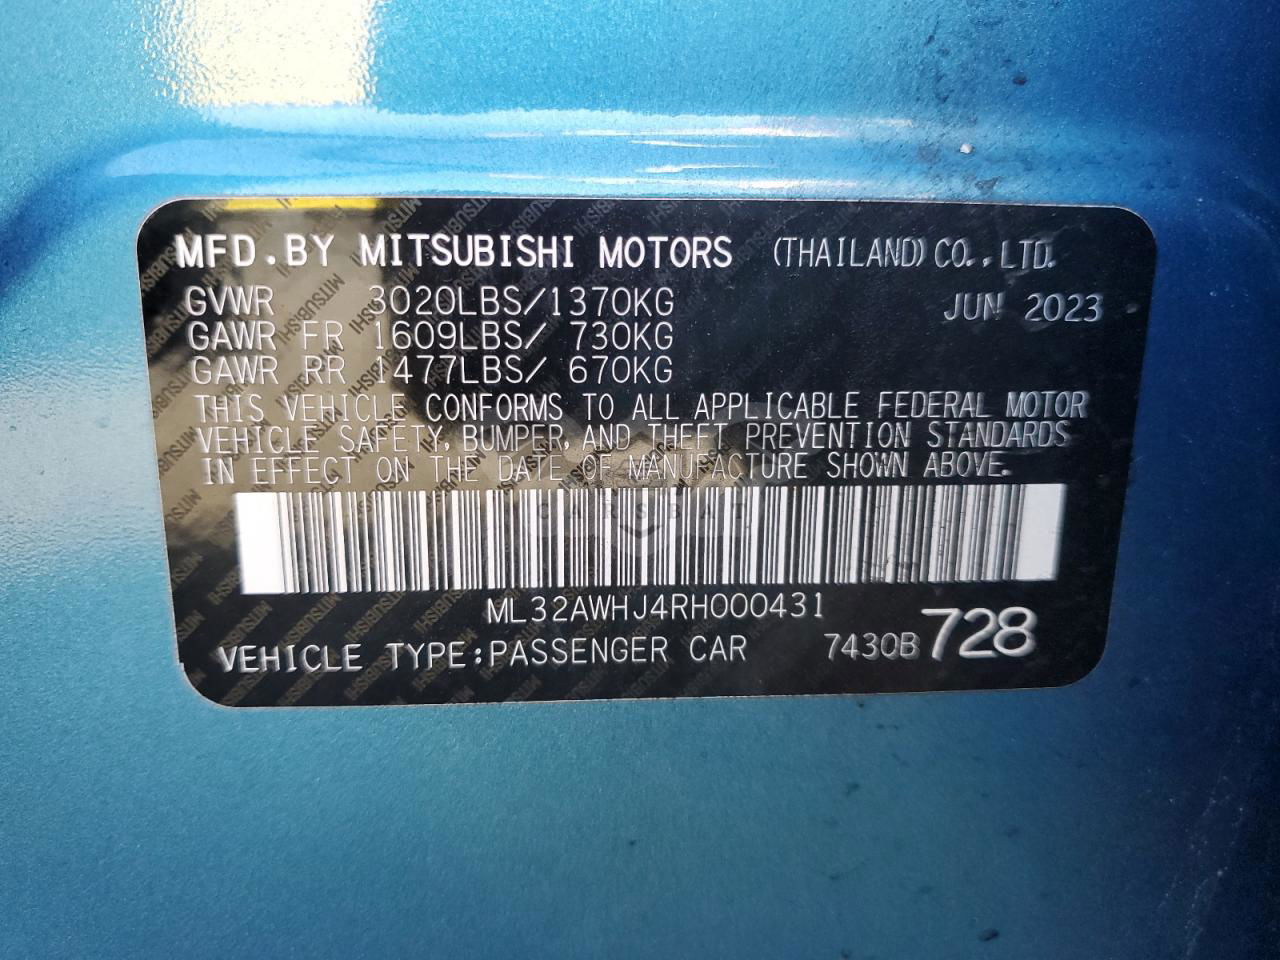 MFD.BY MITSUBISHI MOTORS (THAILAND) CO.,LTD.
GVWR 3020LBS/1370KG JUN 2023
GAWR FR 1609LBS/ 730KG
GAWR RR 1477LBS/ 670KG
THIS VEHICLE CONFORMS TO ALL APPLICABLE FEDERAL MOTOR
VEHICLE SAFETY, BUMPER, AND THEFT PREVENTION STANDARDS
IN EFFECT ON THE DATE OF MANUFACTURE SHOWN ABOVE.
CARSBAT
ML32AWHJ4RH000431
VEHICLE TYPE:PASSENGER CAR 7430B 728